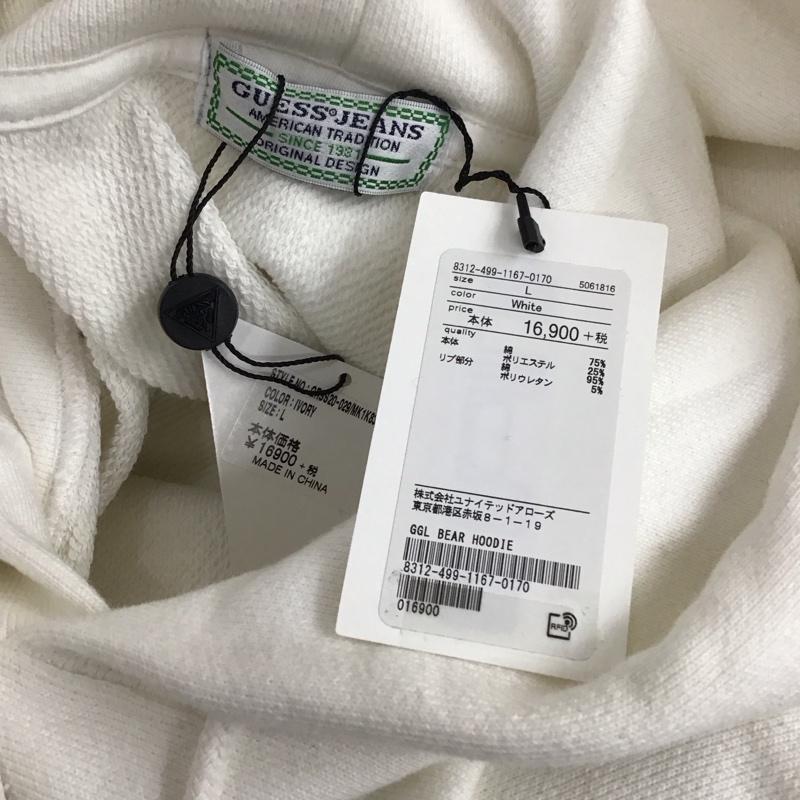 GUESS®JEANS
AMERICAN TRADITION
SINCE 1981
ORIGINAL DESIGN
8312-499-1167-0170 5061816
size L
color White
price 本体 16,900+税
quality
本体 綿 75%
ポリエステル 25%
リブ部分 綿 95%
ポリウレタン 5%
株式会社ユナイテッドアローズ
東京都港区赤坂8-1-19
GGL BEAR HOODIE
8312-499-1167-0170
016900
RFID
COLOR:IVORY
SIZE:L
本体価格
¥16900+税
MADE IN CHINA